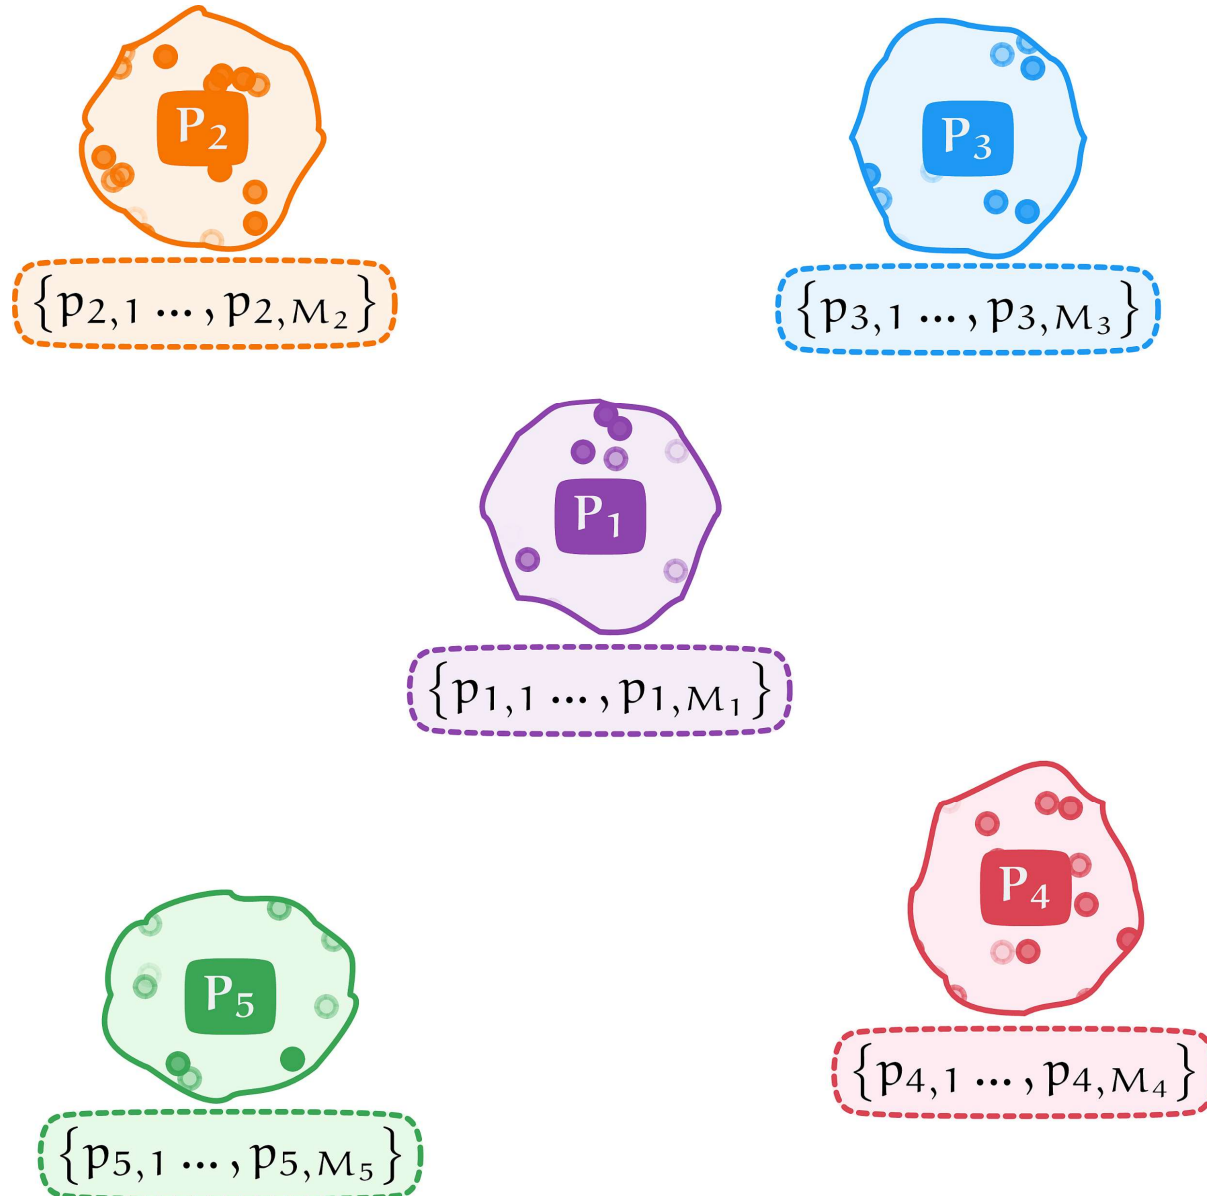 P₂
{p₂,₁ ... , p₂,M₂}
P₃
{p₃,₁ ... , p₃,M₃}
P₁
{p₁,₁ ... , p₁,M₁}
P₄
{p₄,₁ ... , p₄,M₄}
P₅
{p₅,₁ ... , p₅,M₅}